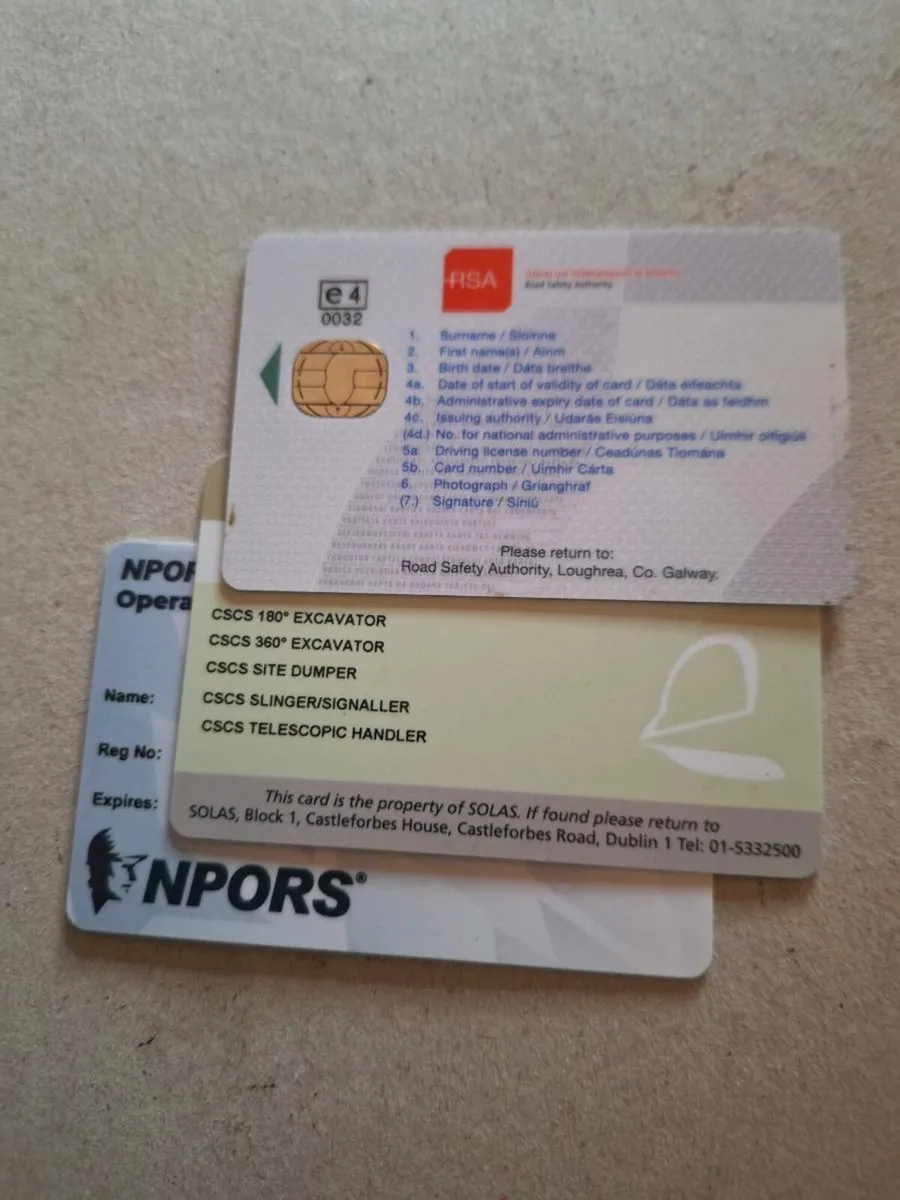 RSA
Road Safety Authority
e 4
0032
1. Surname / Sloinne
2. First name(s) / Ainm
3. Birth date / Dáta breithe
4a. Date of start of validity of card / Dáta éifeachta
4b. Administrative expiry date of card / Dáta as feidhm
4c. Issuing authority / Udarás Eisiúna
(4d.) No. for national administrative purposes / Uimhir oifigiúil
5a. Driving license number / Ceadúnas Tiomána
5b. Card number / Uimhir Cárta
6. Photograph / Grianghraf
(7.) Signature / Síniú
Please return to:
Road Safety Authority, Loughrea, Co. Galway.
CSCS 180° EXCAVATOR
CSCS 360° EXCAVATOR
CSCS SITE DUMPER
CSCS SLINGER/SIGNALLER
CSCS TELESCOPIC HANDLER
This card is the property of SOLAS. If found please return to
SOLAS, Block 1, Castleforbes House, Castleforbes Road, Dublin 1 Tel: 01-5332500
NPOR
Opera
Name:
Reg No:
Expires:
NPORS®